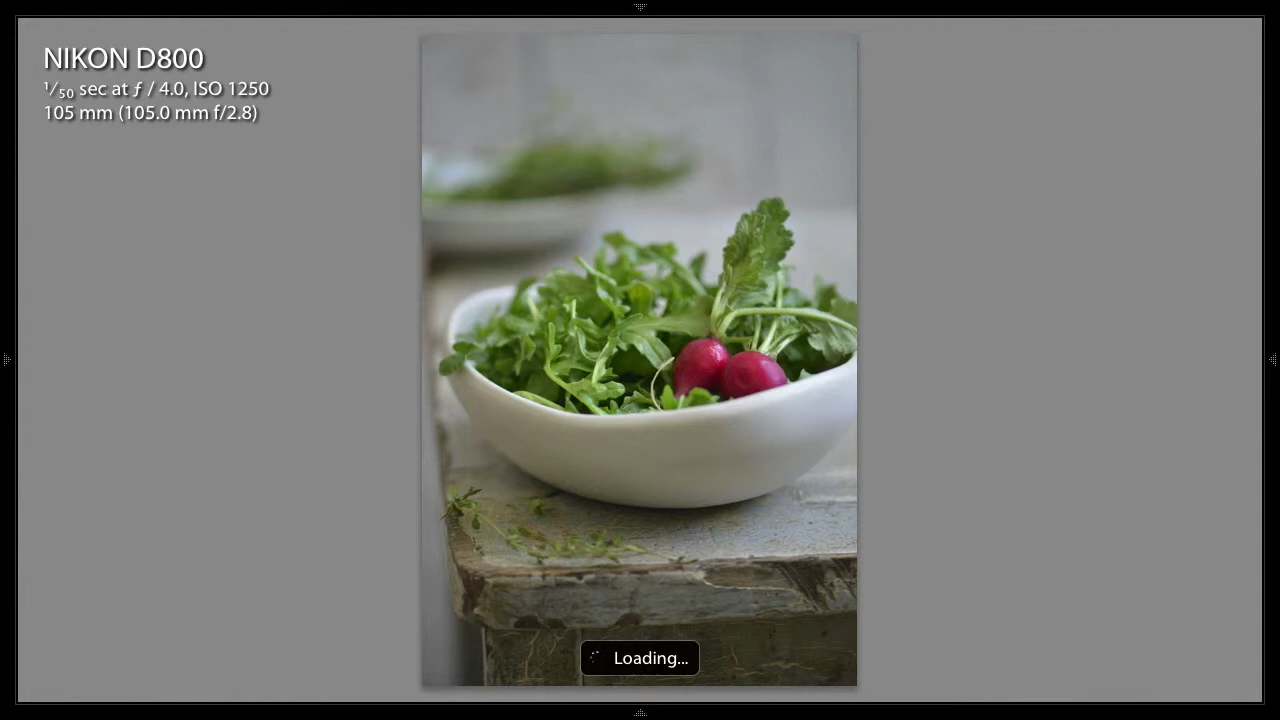 NIKON D800
1/50 sec at ƒ / 4.0, ISO 1250
105 mm (105.0 mm f/2.8)
Loading...